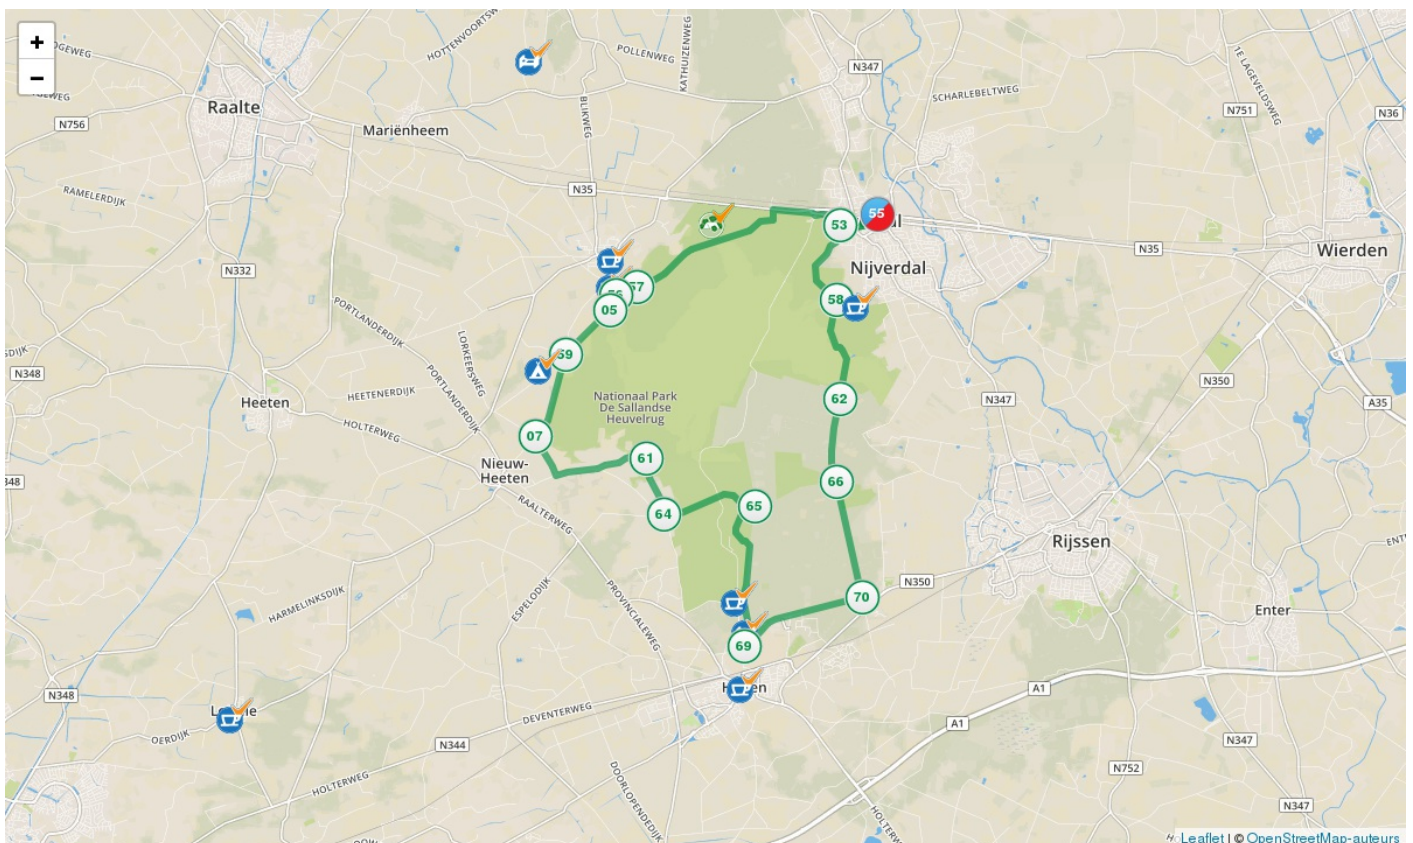 +
−
HOTTENVOORTSWEG
POLLENWEG
KATHUIZENWEG
N347
1E LAGEVELDSWEG
SCHARLEBELTWEG
Raalte
BLIKWEG
N751
N36
N756
Mariënheem
RAMELERDIJK
N35
55
53
N35
Wierden
Nijverdal
N332
57
58
05
PORTLANDERDIJK
LORKEERSWEG
59
N348
N350
HEETENERDIJK
Nationaal Park
De Sallandse
Heuvelrug
PORTLANDERDIJK
Heeten
62
N347
A35
HOLTERWEG
07
61
Nieuw-
Heeten
66
RAALTERWEG
64
65
Rijssen
ESPELODIJK
PROVINCIALEWEG
N350
70
HARMELINKSDIJK
Enter
69
N348
A1
DEVENTERWEG
A1
OERDIJK
N344
N347
N752
HOLTERWEG
DOORLOPENDEDIJK
N347
Leaflet | © OpenStreetMap-auteurs